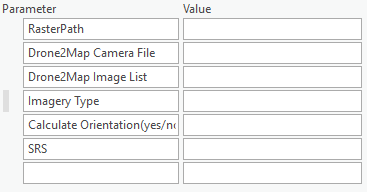 Parameter Value
RasterPath
Drone2Map Camera File
Drone2Map Image List
Imagery Type
Calculate Orientation(yes/no
SRS